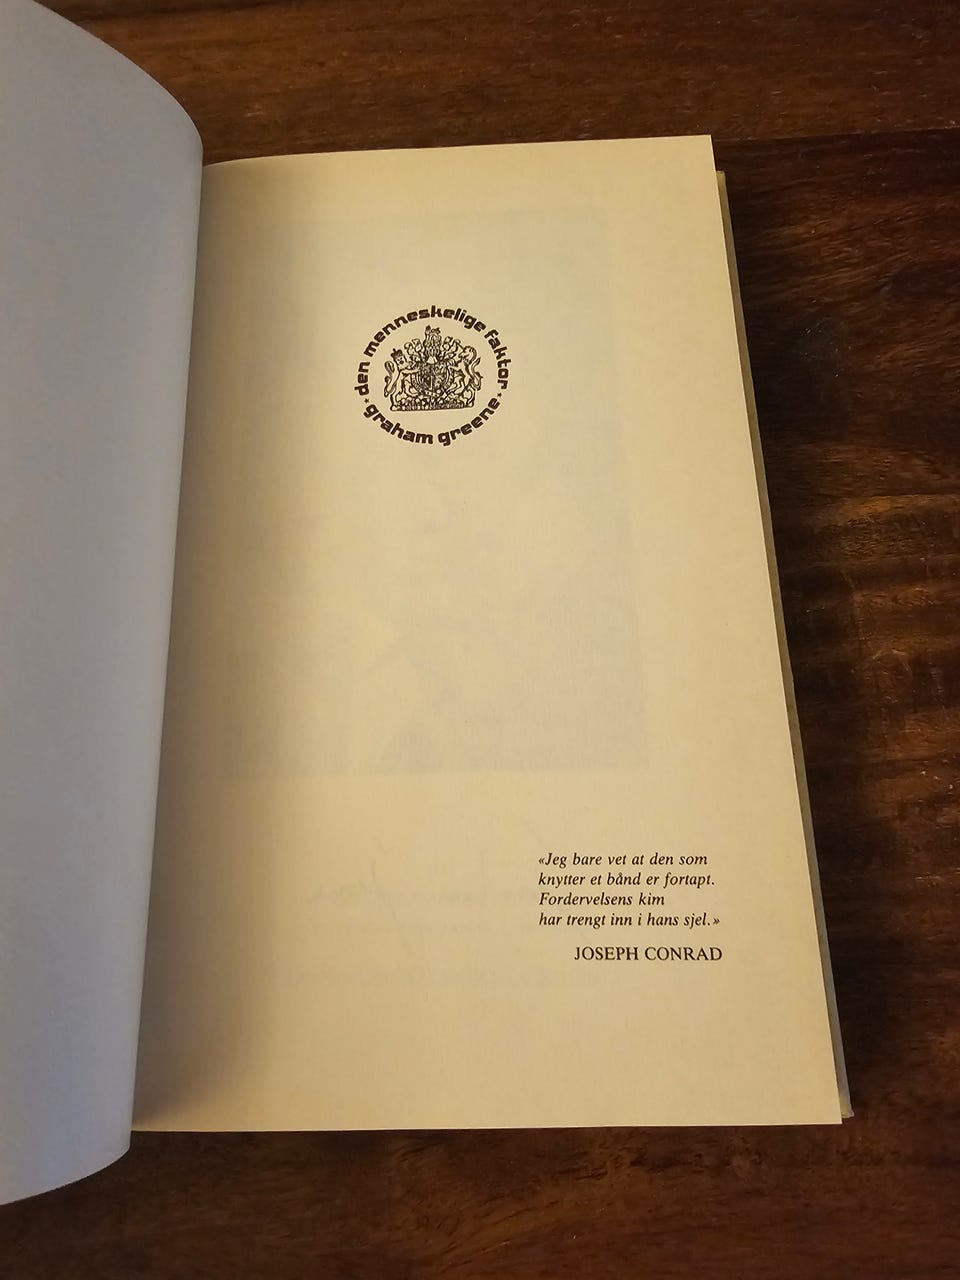 den menneskelige faktor
graham greene
«Jeg bare vet at den som
knytter et bånd er fortapt.
Fordervelsens kim
har trengt inn i hans sjel.»
JOSEPH CONRAD